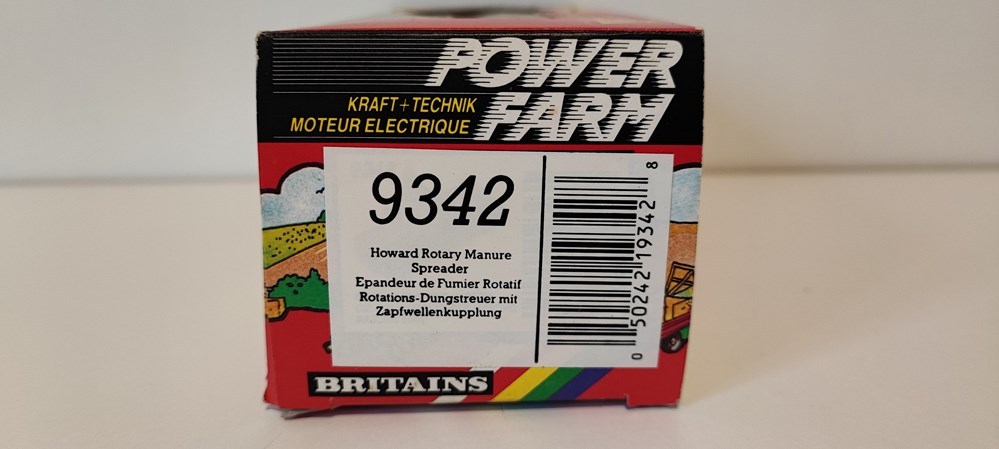 POWER
FARM
KRAFT+TECHNIK
MOTEUR ELECTRIQUE
9342
Howard Rotary Manure
Spreader
Epandeur de Fumier Rotatif
Rotations-Dungstreuer mit
Zapfwellenkupplung
0 50242 19342 8
BRITAINS